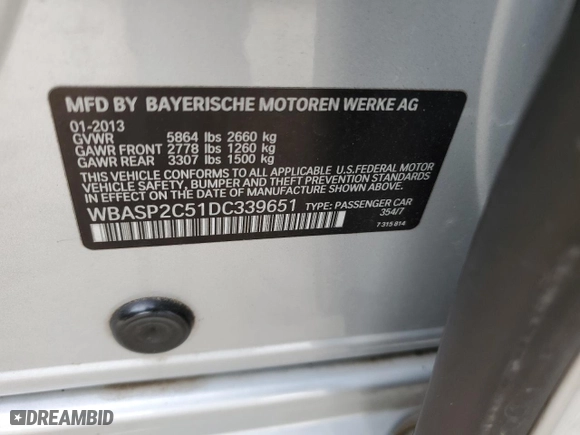 MFD BY BAYERISCHE MOTOREN WERKE AG
01-2013
GVWR 5864 lbs 2660 kg
GAWR FRONT 2778 lbs 1260 kg
GAWR REAR 3307 lbs 1500 kg
THIS VEHICLE CONFORMS TO ALL APPLICABLE U.S.FEDERAL MOTOR
VEHICLE SAFETY, BUMPER AND THEFT PREVENTION STANDARDS
IN EFFECT ON THE DATE OF MANUFACTURE SHOWN ABOVE.
WBASP2C51DC339651 TYPE: PASSENGER CAR
354/7
7 315 814
DREAMBID